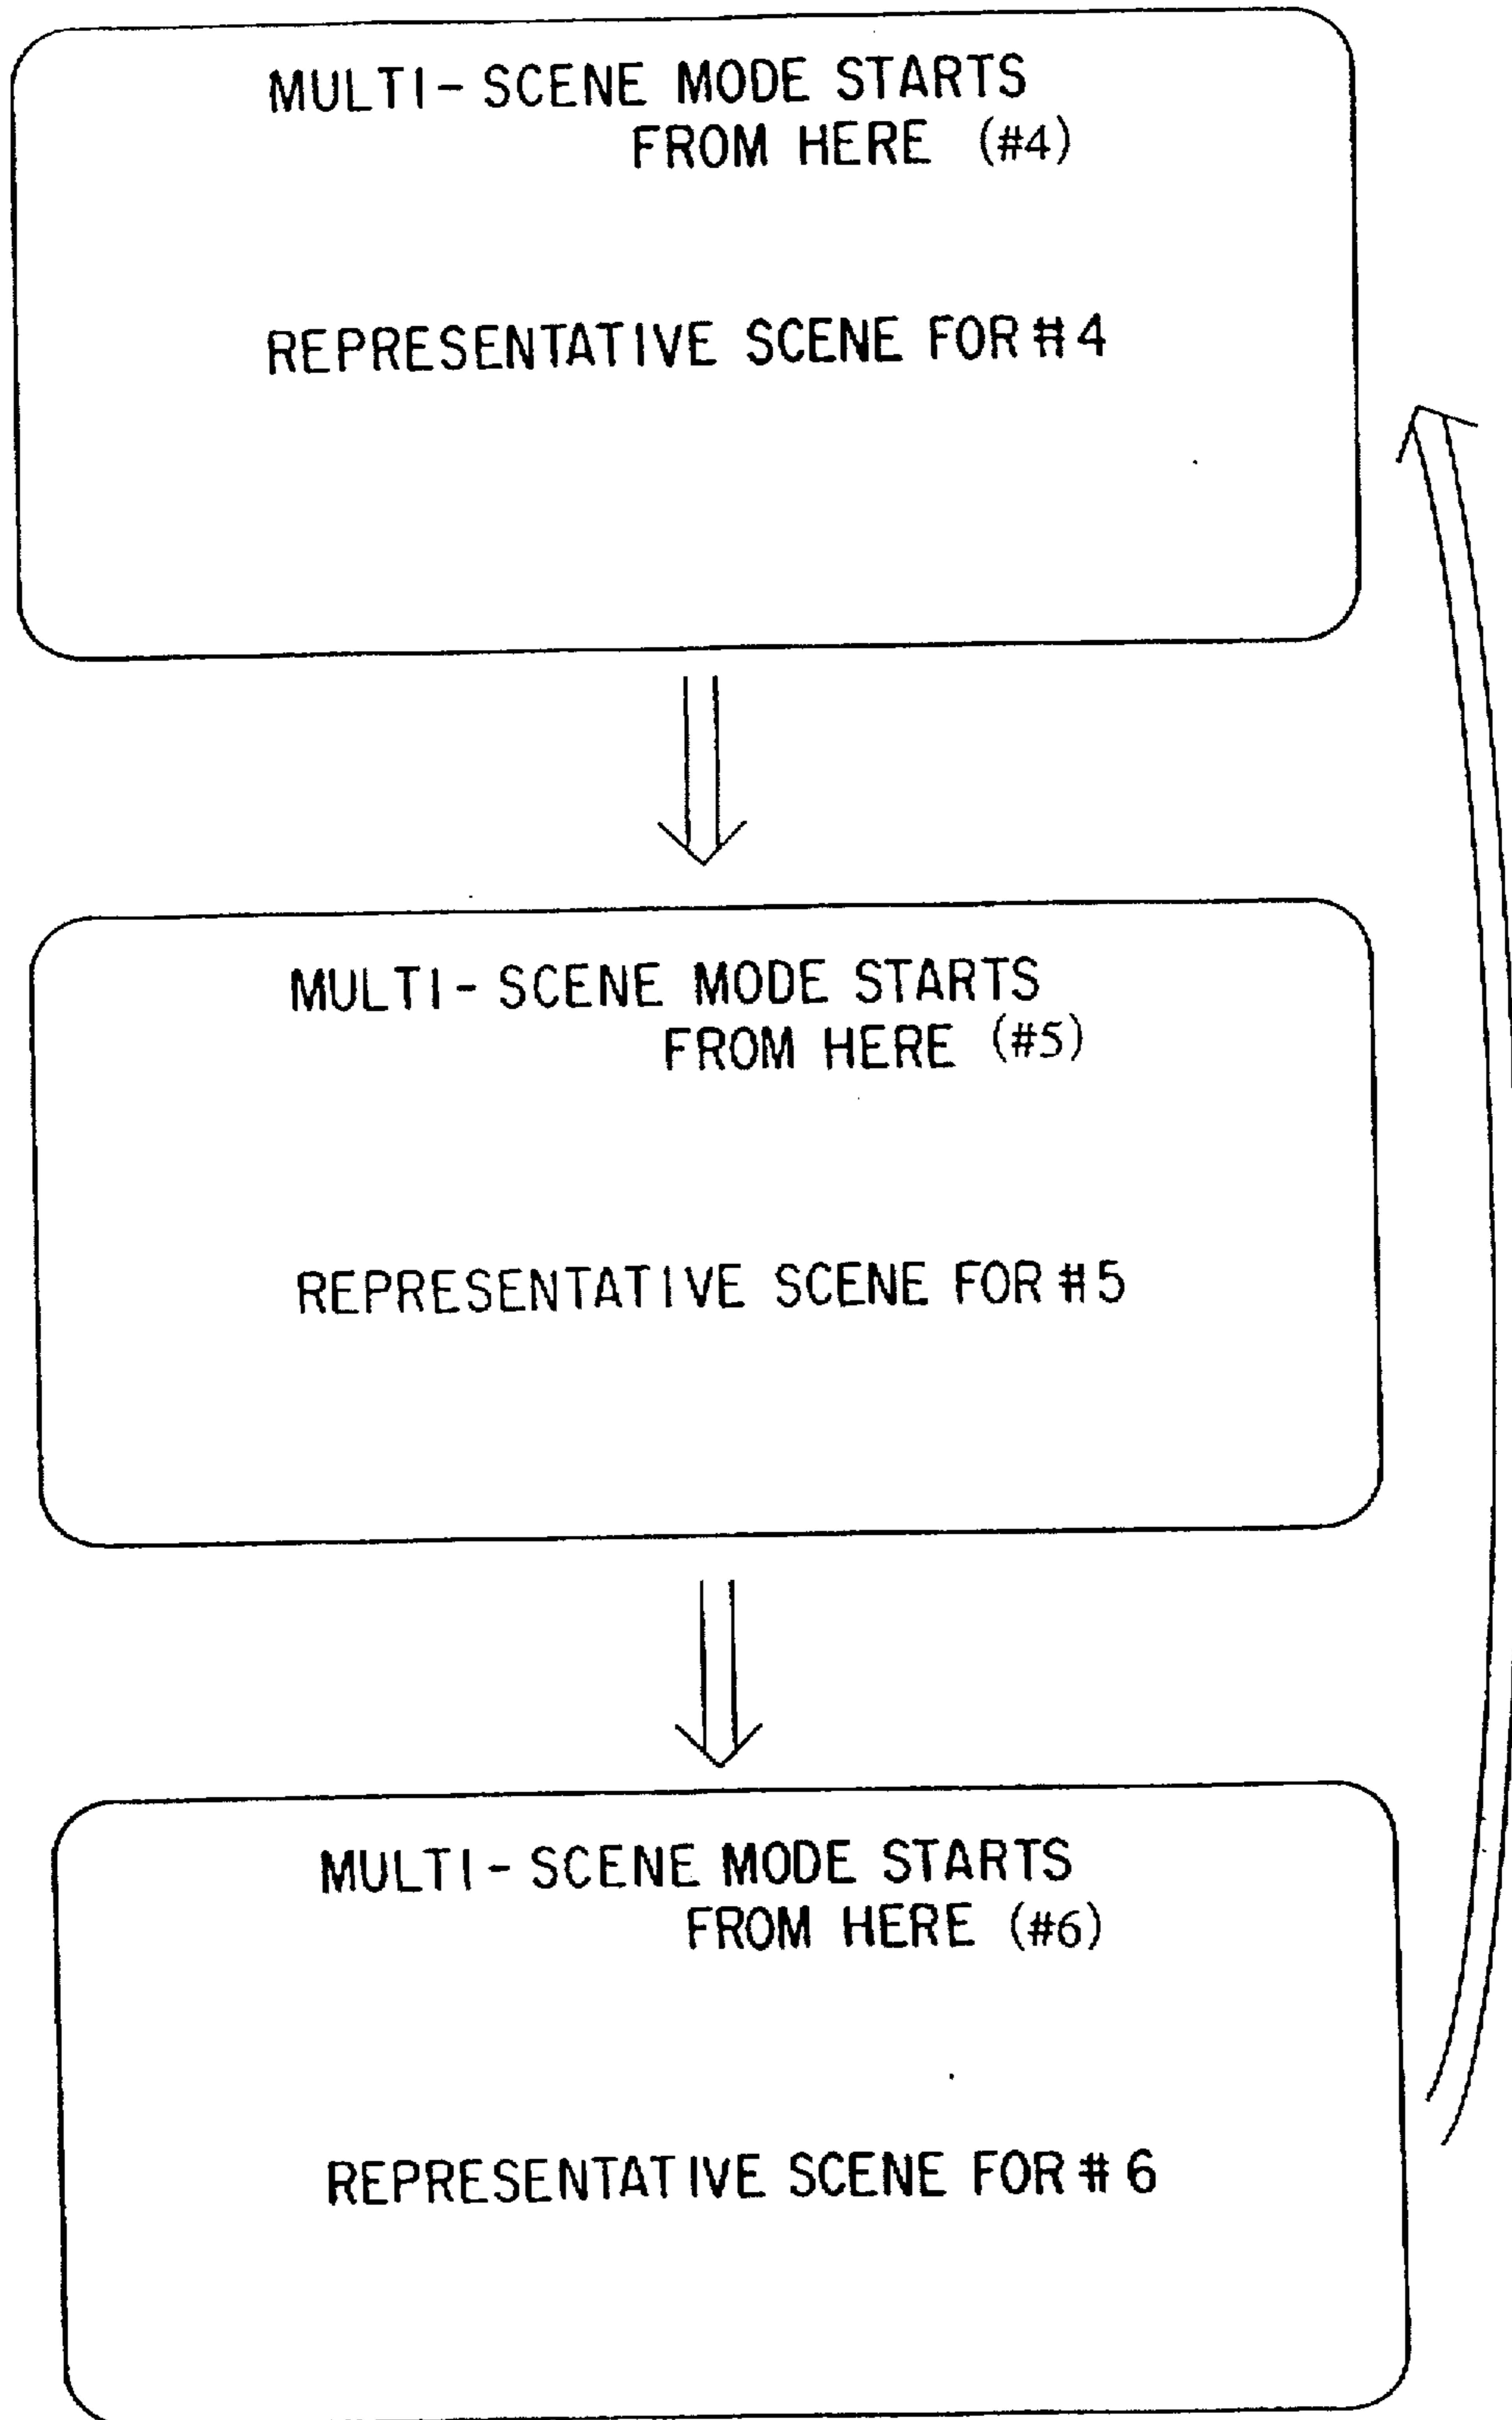 MULTI-SCENE MODE STARTS
FROM HERE (#4)
REPRESENTATIVE SCENE FOR #4
MULTI-SCENE MODE STARTS
FROM HERE (#5)
REPRESENTATIVE SCENE FOR #5
MULTI-SCENE MODE STARTS
FROM HERE (#6)
REPRESENTATIVE SCENE FOR #6